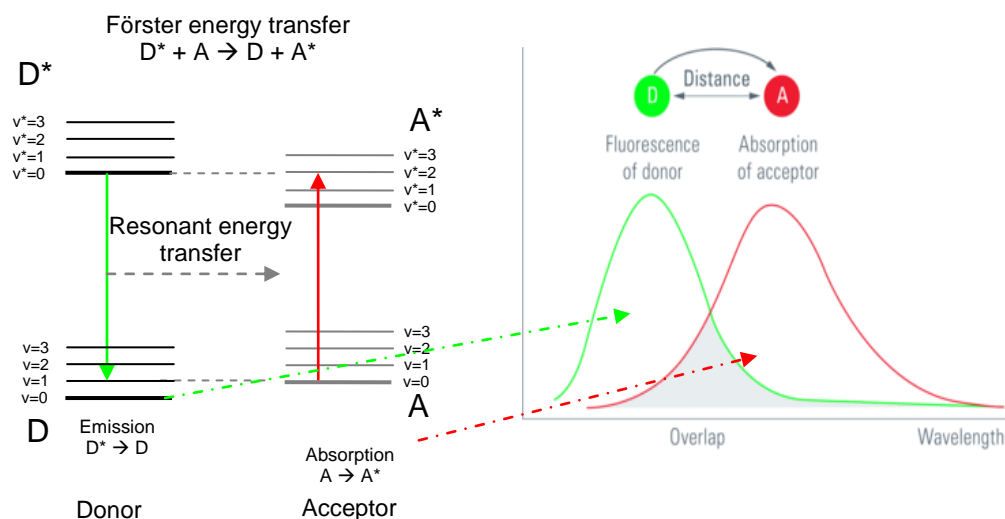 Förster energy transfer
D* + A → D + A*
D*
v*=3
v*=2
v*=1
v*=0
A*
v*=3
v*=2
v*=1
v*=0
Resonant energy
transfer
v=3
v=2
v=1
v=0
v=3
v=2
v=1
v=0
D
A
Emission
D* → D
Absorption
A → A*
Donor
Acceptor
D
Distance
A
Fluorescence
of donor
Absorption
of acceptor
Overlap
Wavelength